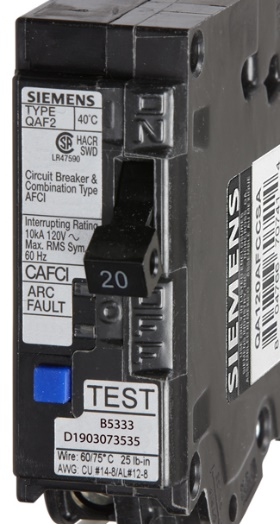 SIEMENS
TYPE
QAF2
40°C
HACR
SWD
LR47590
Circuit Breaker &
Combination Type
AFCI
Interrupting Rating
10kA 120V~
Max. RMS Sym
60 Hz
CAFCI
ARC
FAULT
ON
20
OFF
TEST
B5333
D1903073535
Wire: 60/75°C 25 lb-in
AWG: CU #14-8/AL#12-8
SIEMENS
QA120AFCCSA